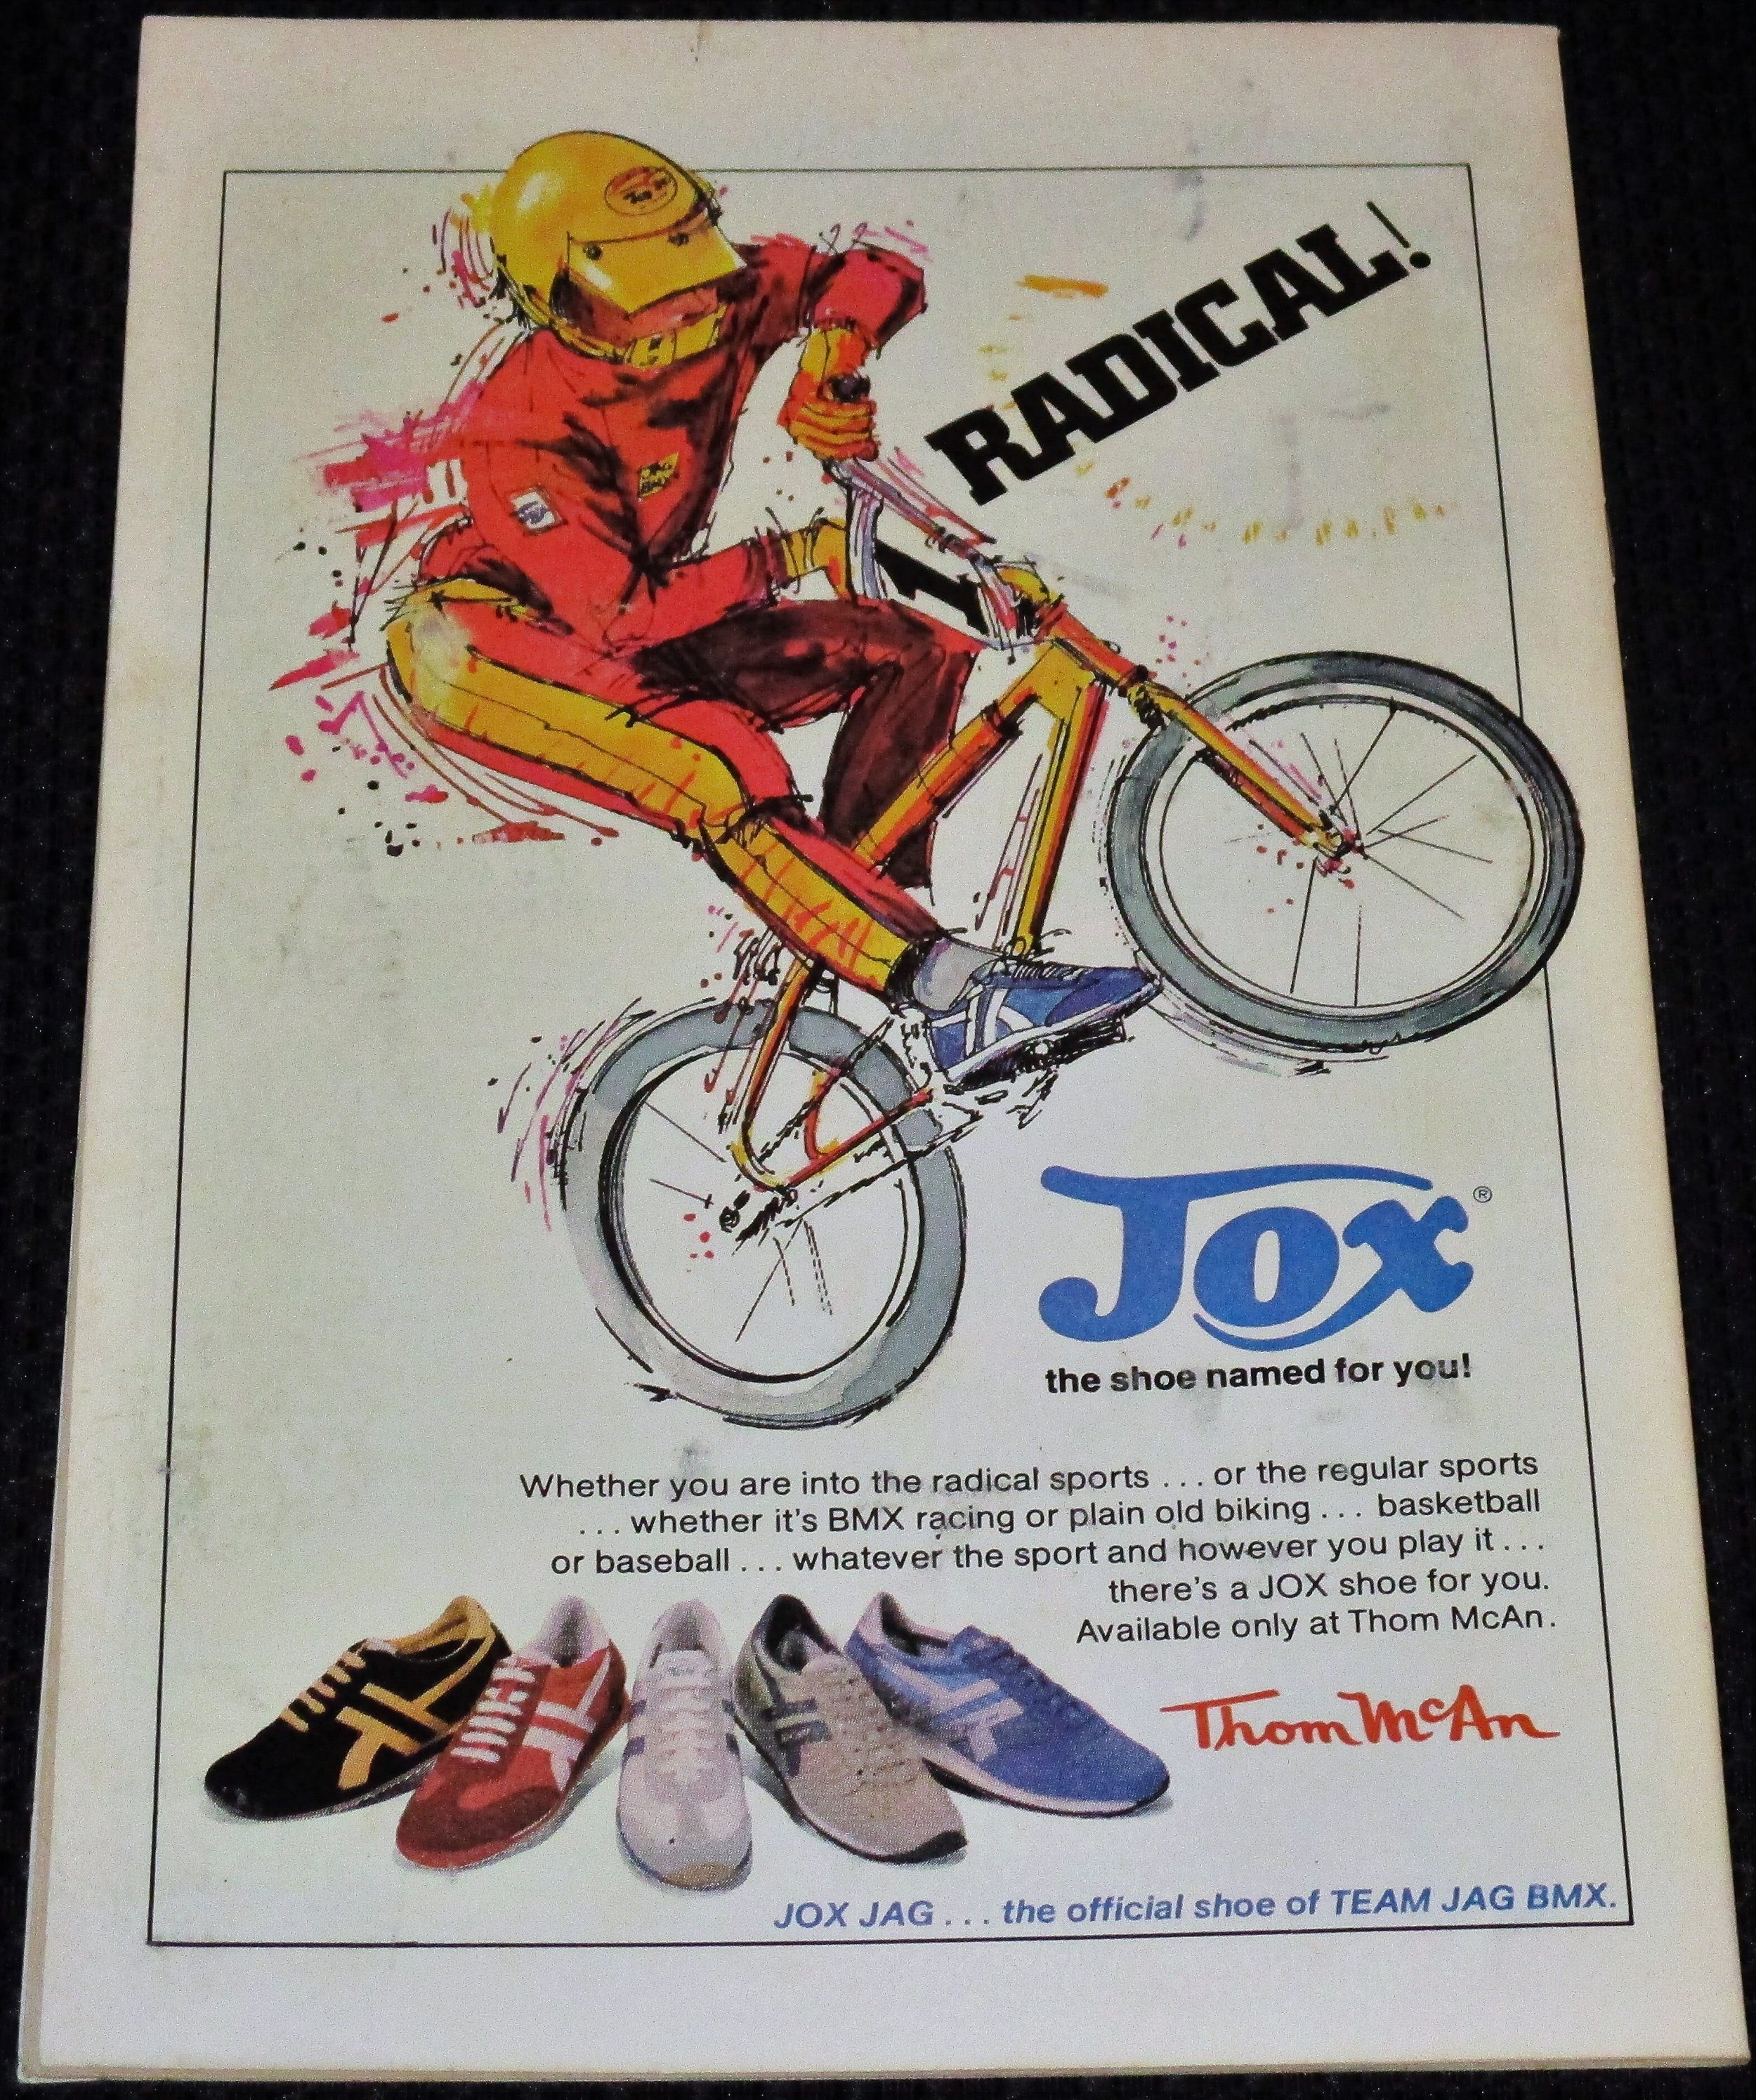 RADICAL!
1
JAG
BMX
Jox®
the shoe named for you!
Whether you are into the radical sports ... or the regular sports
... whether it's BMX racing or plain old biking ... basketball
or baseball ... whatever the sport and however you play it ...
there's a JOX shoe for you.
Available only at Thom McAn.
Thom McAn
JOX JAG ... the official shoe of TEAM JAG BMX.